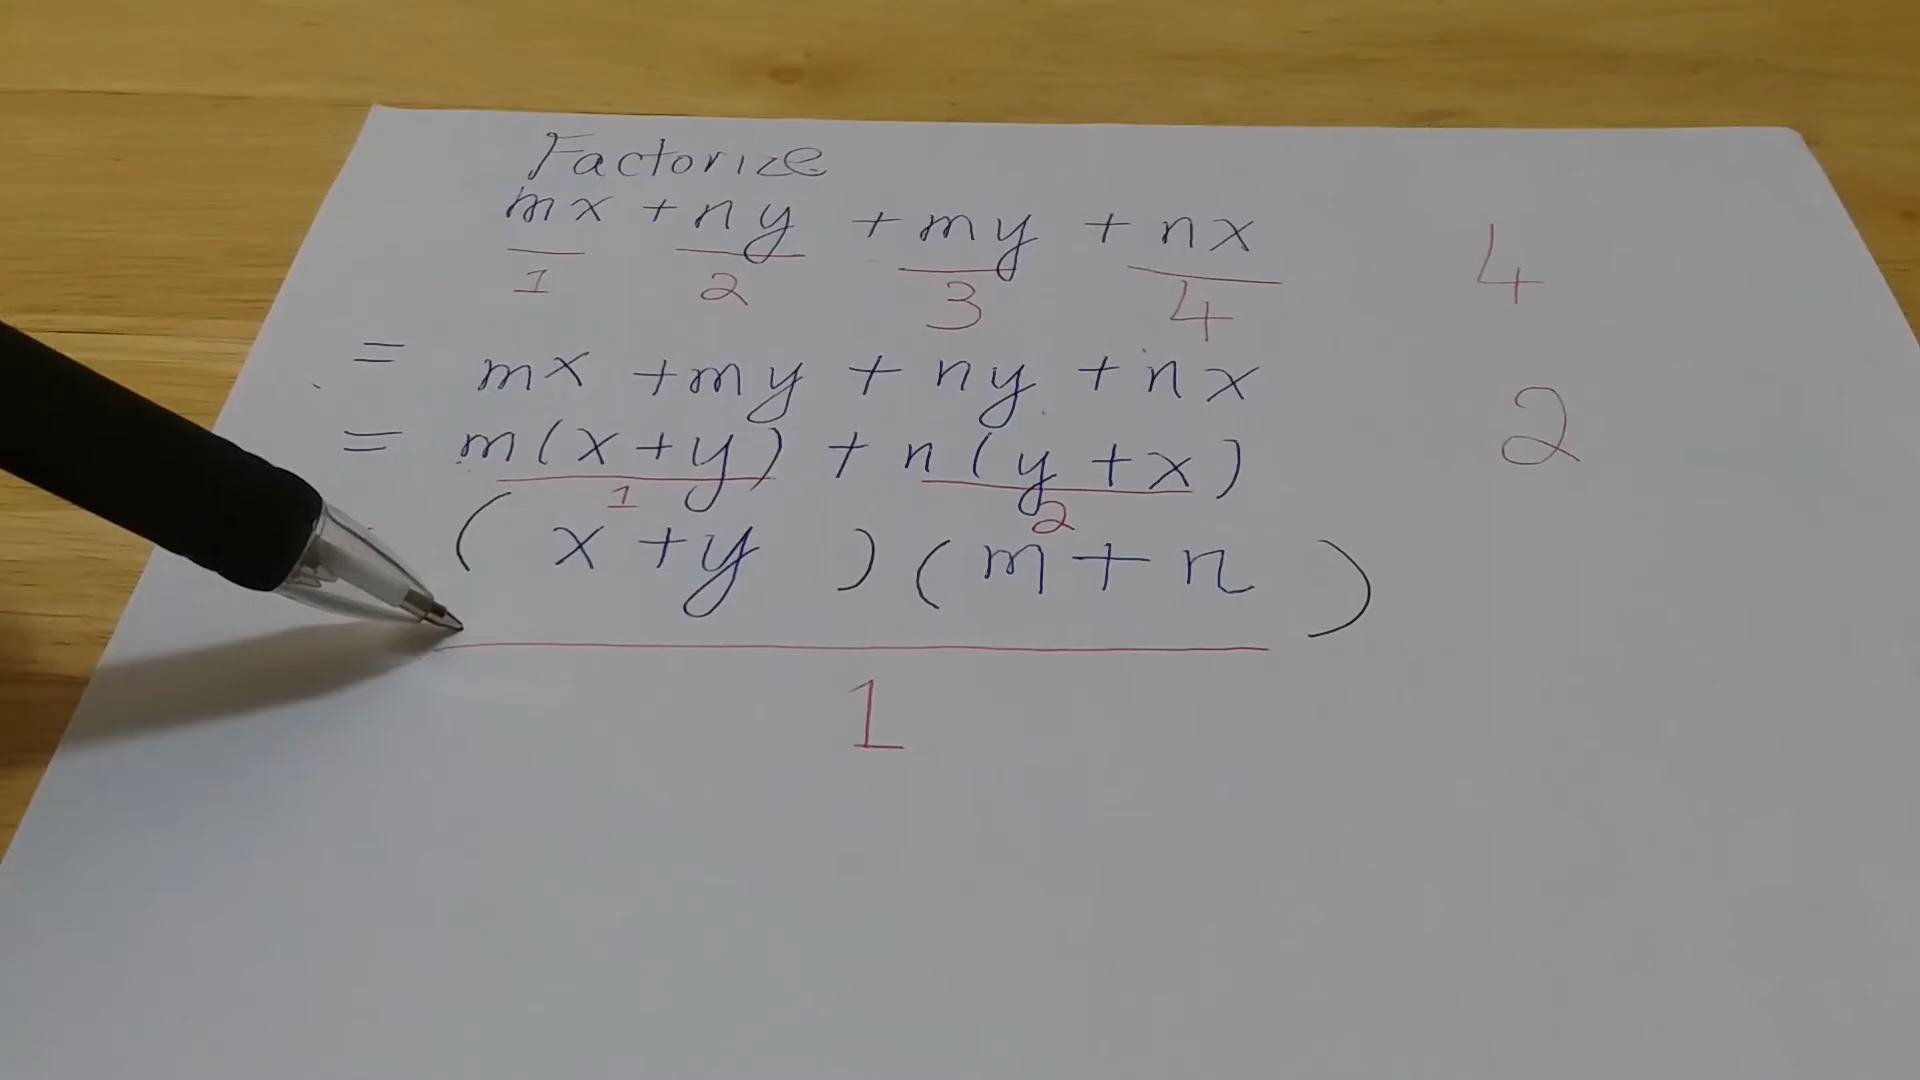 Factorize
mx + ny + my + nx 4
1 2 3 4
= mx + my + ny + nx
= m(x+y) + n(y+x) 2
1 2
(x+y)(m+n)
1